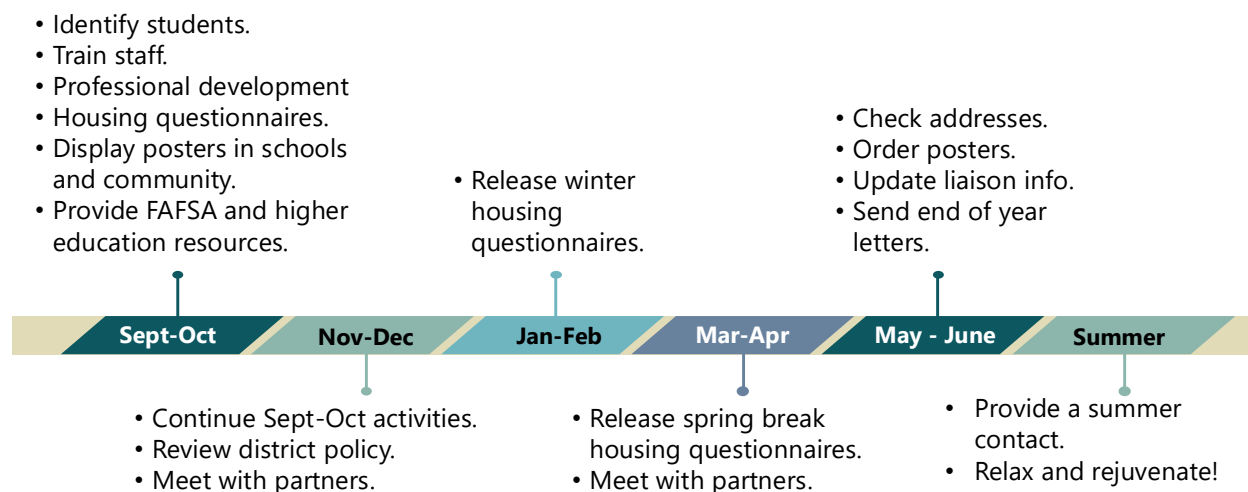 • Identify students.
• Train staff.
• Professional development
• Housing questionnaires.
• Display posters in schools
and community.
• Provide FAFSA and higher
education resources.
• Release winter
housing
questionnaires.
• Check addresses.
• Order posters.
• Update liaison info.
• Send end of year
letters.
Sept-Oct
Nov-Dec
Jan-Feb
Mar-Apr
May - June
Summer
• Continue Sept-Oct activities.
• Review district policy.
• Meet with partners.
• Release spring break
housing questionnaires.
• Meet with partners.
• Provide a summer
contact.
• Relax and rejuvenate!